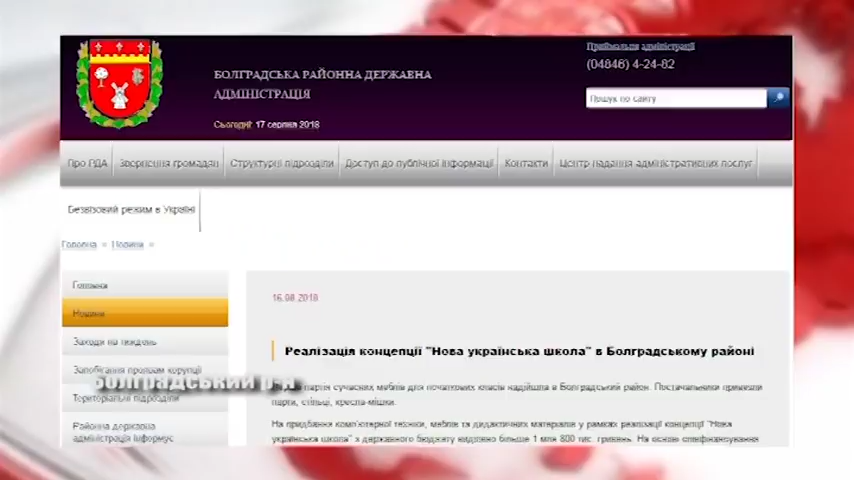 Приймальня адміністрації
(04846) 4-24-82
БОЛГРАДСЬКА РАЙОННА ДЕРЖАВНА
АДМІНІСТРАЦІЯ
Пошук по сайту
Сьогодні: 17 серпня 2018
Про РДА
Звернення громадян
Структурні підрозділи
Доступ до публічної інформації
Контакти
Центр надання адміністративних послуг
Безвізовий режим в Україні
Головна » Новини »
Головна
Новини
Заходи на тиждень
Запобігання проявам корупції
Територіальні підрозділи
Районна державна
адміністрація інформує
Болградський р-н
16.08.2018
Реалізація концепції "Нова українська школа" в Болградському районі
партія сучасних меблів для початкових класів надійшла в Болградський район. Постачальники привезли
парти, стільці, крісла-мішки.
На придбання комп'ютерної техніки, меблів та дидактичних матеріалів у рамках реалізації концепції "Нова
українська школа" з державного бюджету виділено більше 1 млн 800 тис. гривень. На основі співфінансування